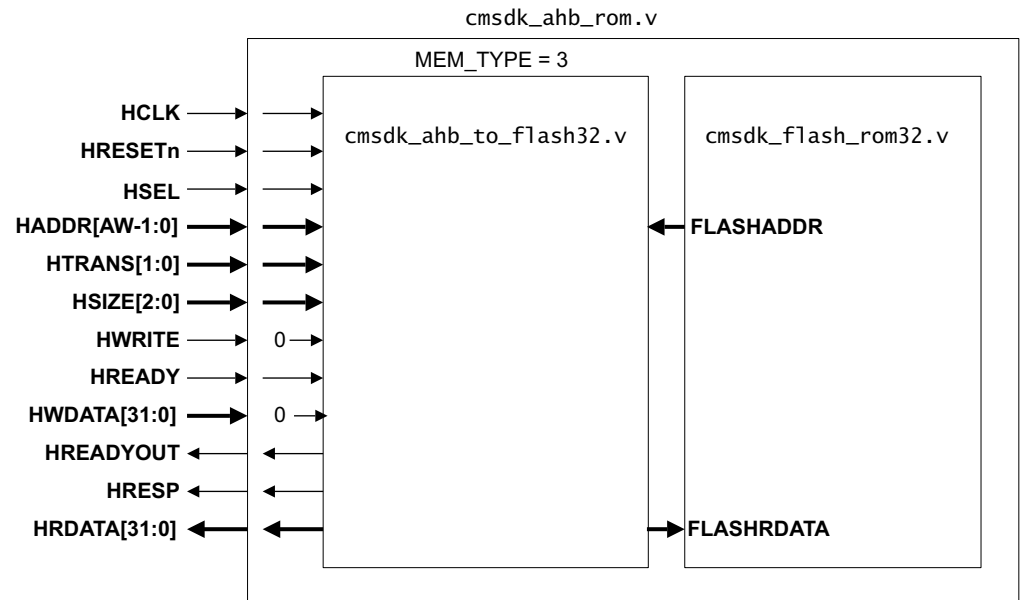 cmsdk_ahb_rom.v
MEM_TYPE = 3
cmsdk_ahb_to_flash32.v
cmsdk_flash_rom32.v
HCLK
HRESETn
HSEL
HADDR[AW-1:0]
FLASHADDR
HTRANS[1:0]
HSIZE[2:0]
HWRITE
0
HREADY
HWDATA[31:0]
0
HREADYOUT
HRESP
HRDATA[31:0]
FLASHRDATA